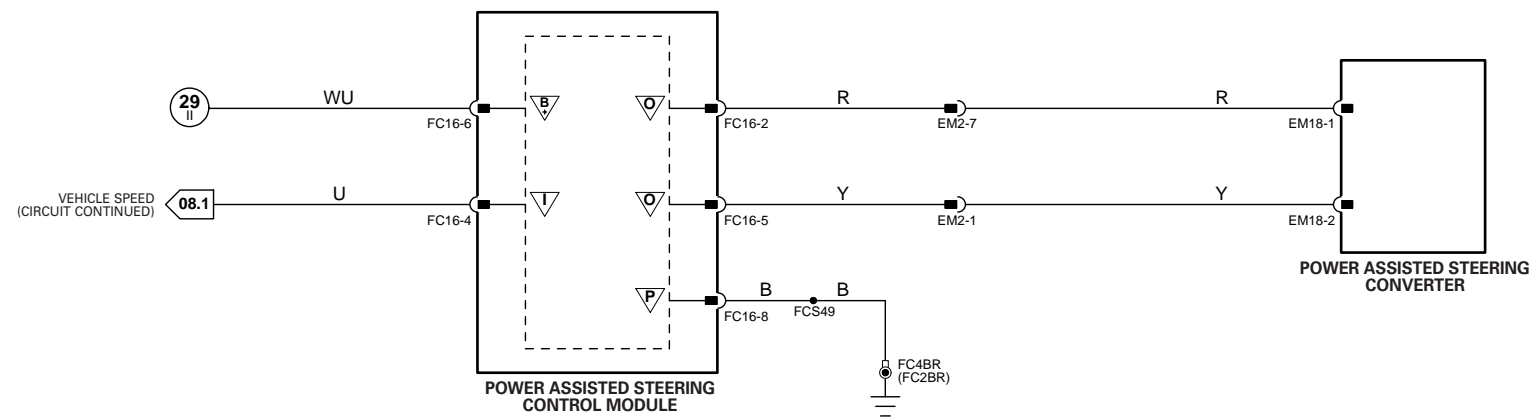 29
II
WU
FC16-6
B
+
O
FC16-2
R
EM2-7
R
EM18-1
VEHICLE SPEED
(CIRCUIT CONTINUED)
08.1
U
FC16-4
I
O
FC16-5
Y
EM2-1
Y
EM18-2
POWER ASSISTED STEERING
CONVERTER
P
FC16-8
B
FCS49
B
FC4BR
(FC2BR)
POWER ASSISTED STEERING
CONTROL MODULE